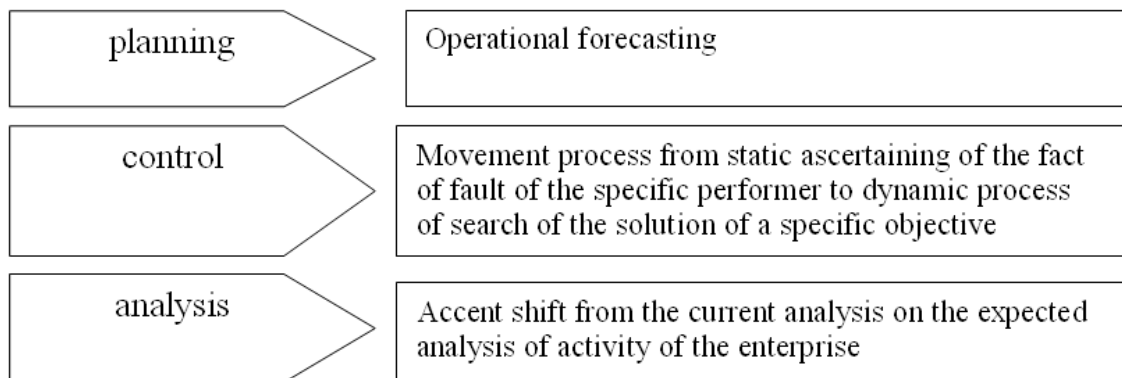 planning
Operational forecasting
control
Movement process from static ascertaining of the fact
of fault of the specific performer to dynamic process
of search of the solution of a specific objective
analysis
Accent shift from the current analysis on the expected
analysis of activity of the enterprise